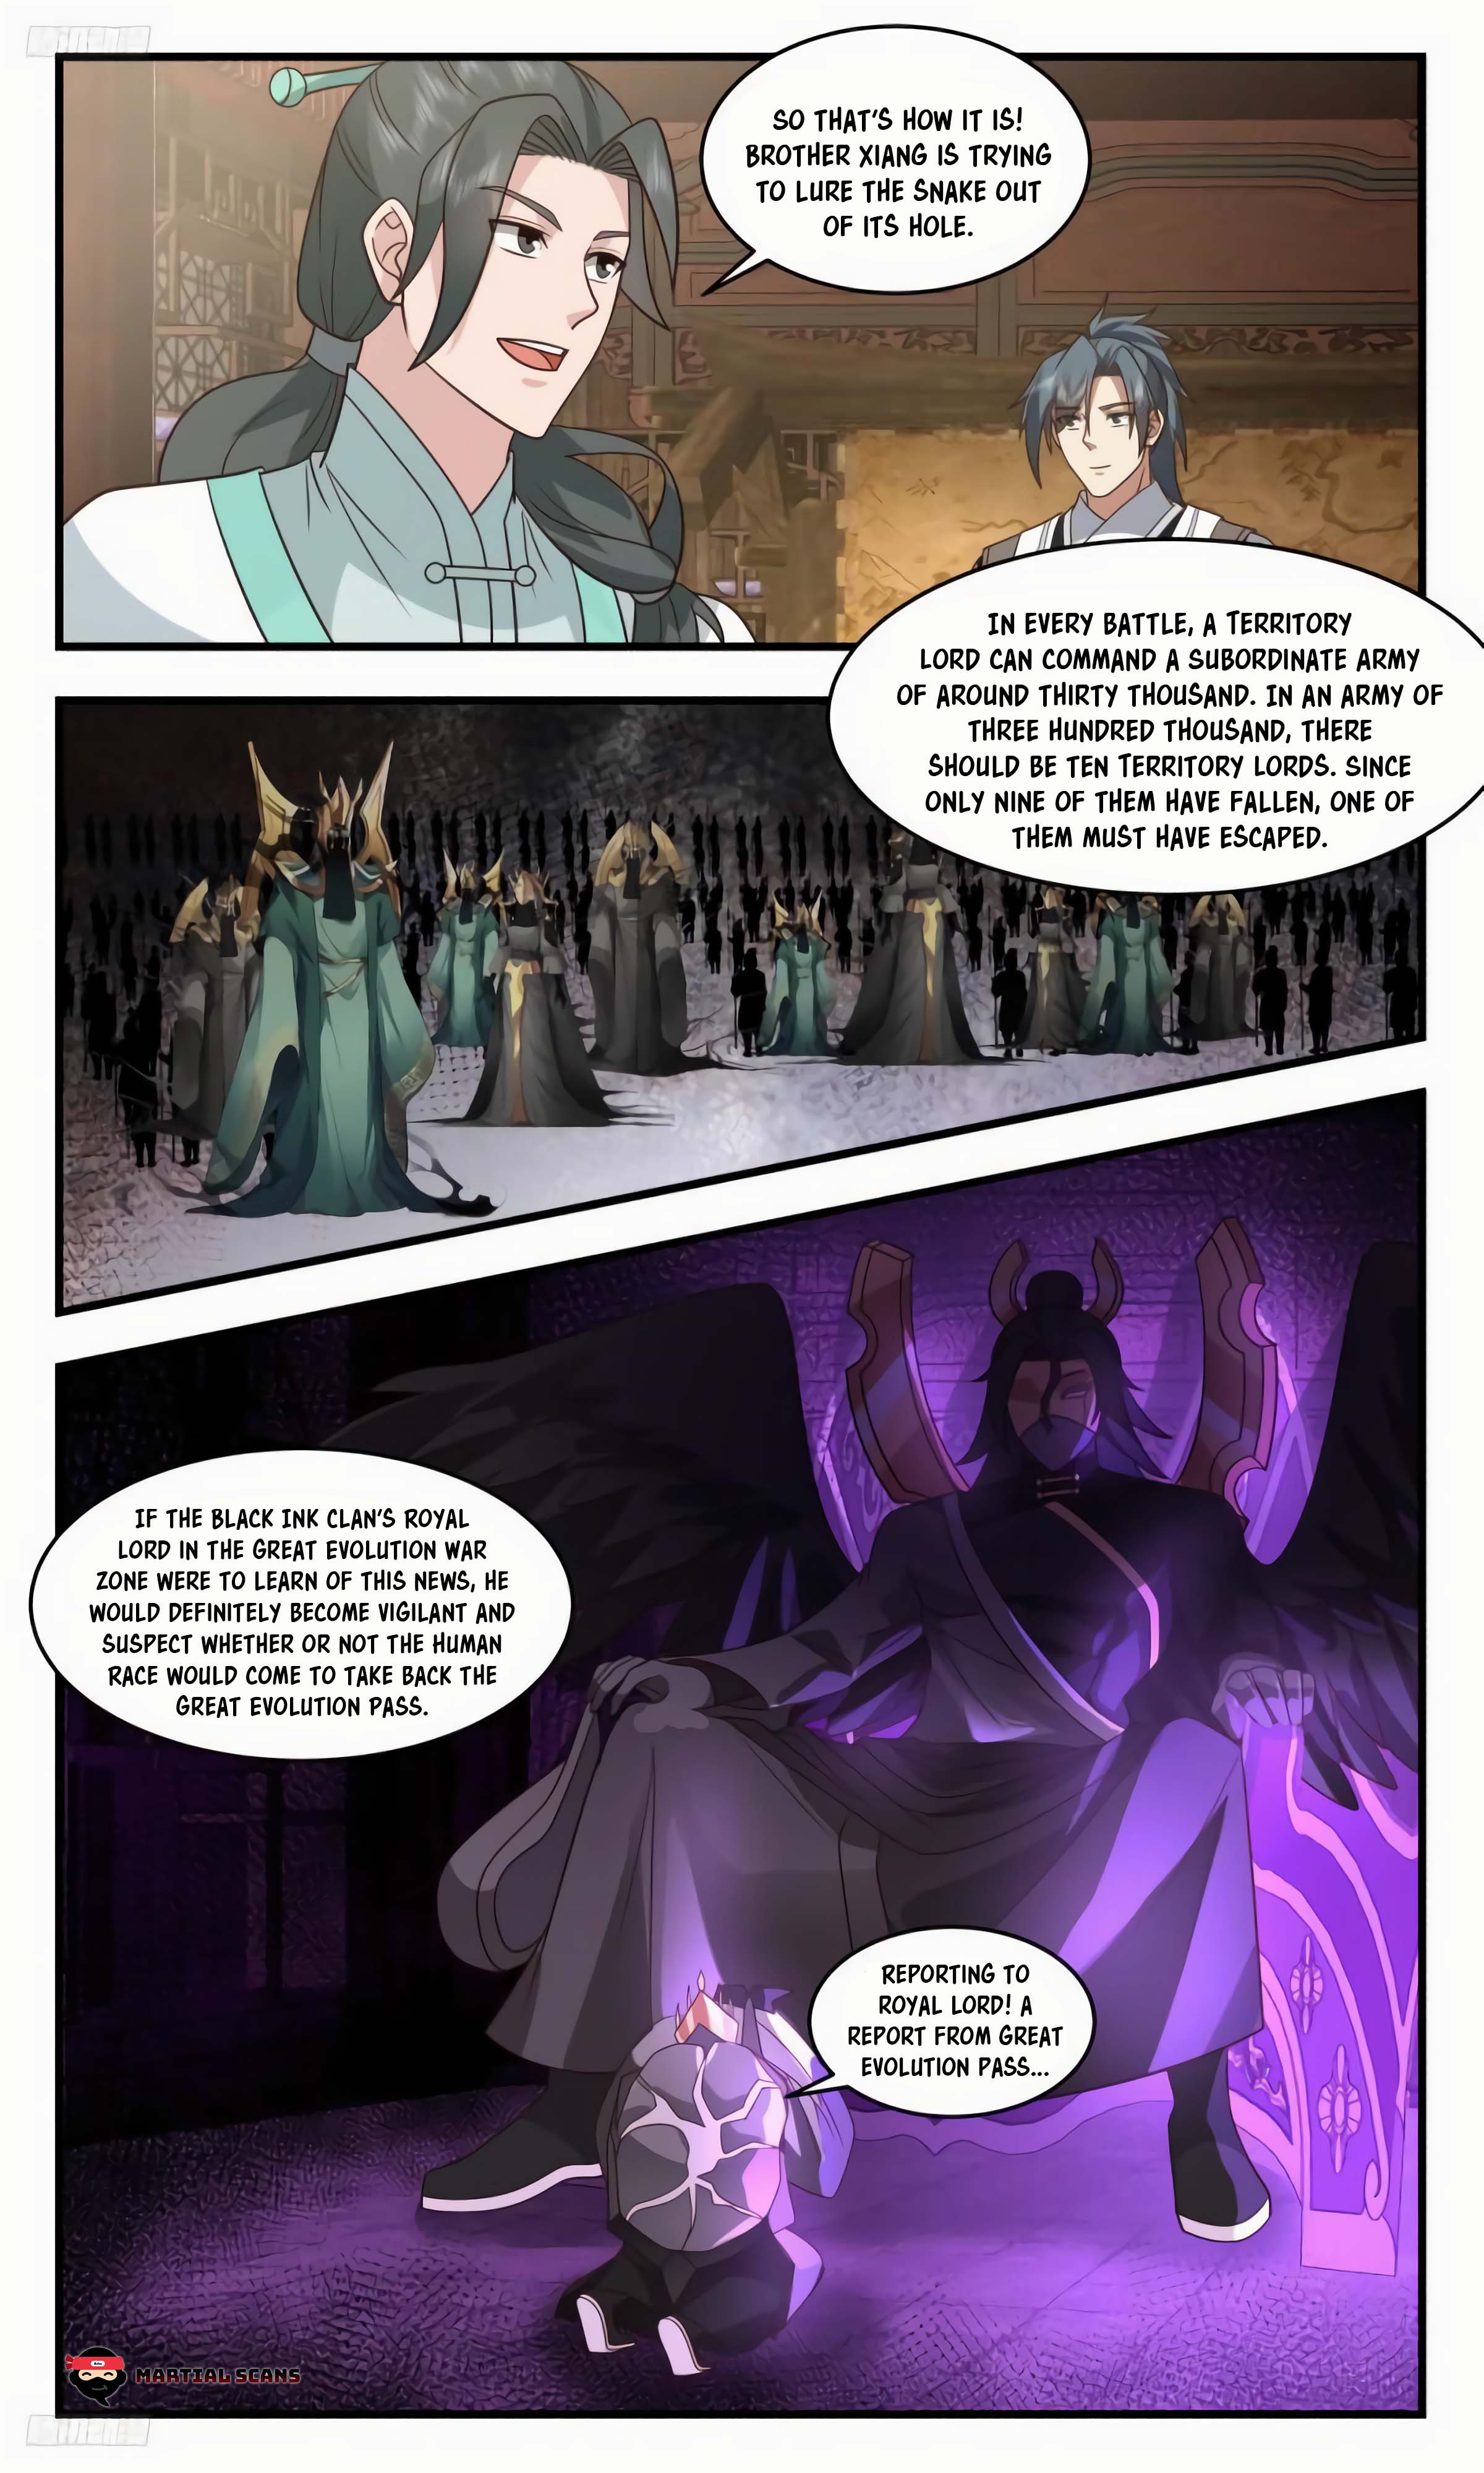 SO THAT'S HOW IT IS!
BROTHER XIANG IS TRYING
TO LURE THE SNAKE OUT
OF ITS HOLE.
IN EVERY BATTLE, A TERRITORY
LORD CAN COMMAND A SUBORDINATE ARMY
OF AROUND THIRTY THOUSAND. IN AN ARMY OF
THREE HUNDRED THOUSAND, THERE
SHOULD BE TEN TERRITORY LORDS. SINCE
ONLY NINE OF THEM HAVE FALLEN, ONE OF
THEM MUST HAVE ESCAPED.
IF THE BLACK INK CLAN'S ROYAL
LORD IN THE GREAT EVOLUTION WAR
ZONE WERE TO LEARN OF THIS NEWS, HE
WOULD DEFINITELY BECOME VIGILANT AND
SUSPECT WHETHER OR NOT THE HUMAN
RACE WOULD COME TO TAKE BACK THE
GREAT EVOLUTION PASS.
REPORTING TO
ROYAL LORD! A
REPORT FROM GREAT
EVOLUTION PASS...
MARTIAL SCANS